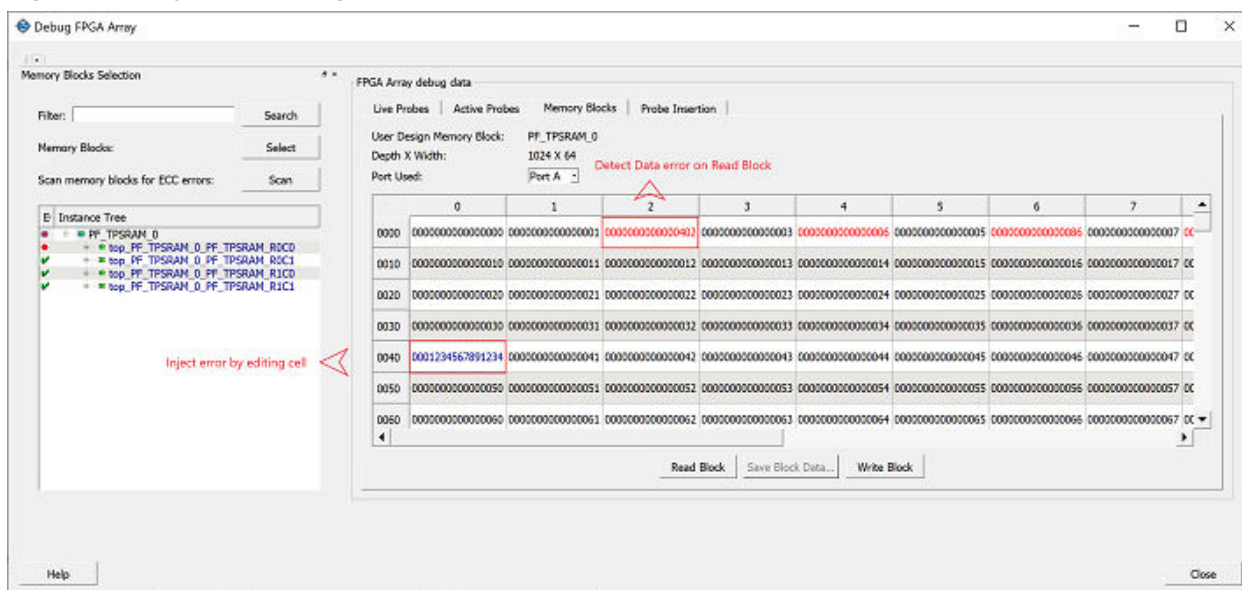 Debug FPGA Array
Memory Blocks Selection
Filter:
Search
Memory Blocks:
Select
Scan memory blocks for ECC errors:
Scan
E Instance Tree
PF_TPSRAM_0
top_PF_TPSRAM_0_PF_TPSRAM_R0C0
top_PF_TPSRAM_0_PF_TPSRAM_R0C1
top_PF_TPSRAM_0_PF_TPSRAM_R1C0
top_PF_TPSRAM_0_PF_TPSRAM_R1C1
Inject error by editing cell
FPGA Array debug data
Live Probes Active Probes Memory Blocks Probe Insertion
User Design Memory Block: PF_TPSRAM_0
Depth X Width: 1024 X 64
Port Used: Port A
Detect Data error on Read Block
0 1 2 3 4 5 6 7
0000 0000000000000000 0000000000000001 0000000000000402 0000000000000003 0000000000000006 0000000000000005 0000000000000086 0000000000000007 00
0010 0000000000000010 0000000000000011 0000000000000012 0000000000000013 0000000000000014 0000000000000015 0000000000000016 0000000000000017 00
0020 0000000000000020 0000000000000021 0000000000000022 0000000000000023 0000000000000024 0000000000000025 0000000000000026 0000000000000027 00
0030 0000000000000030 0000000000000031 0000000000000032 0000000000000033 0000000000000034 0000000000000035 0000000000000036 0000000000000037 00
0040 0001234567891234 0000000000000041 0000000000000042 0000000000000043 0000000000000044 0000000000000045 0000000000000046 0000000000000047 00
0050 0000000000000050 0000000000000051 0000000000000052 0000000000000053 0000000000000054 0000000000000055 0000000000000056 0000000000000057 00
0060 0000000000000060 0000000000000061 0000000000000062 0000000000000063 0000000000000064 0000000000000065 0000000000000066 0000000000000067 00
Read Block Save Block Data... Write Block
Help
Close